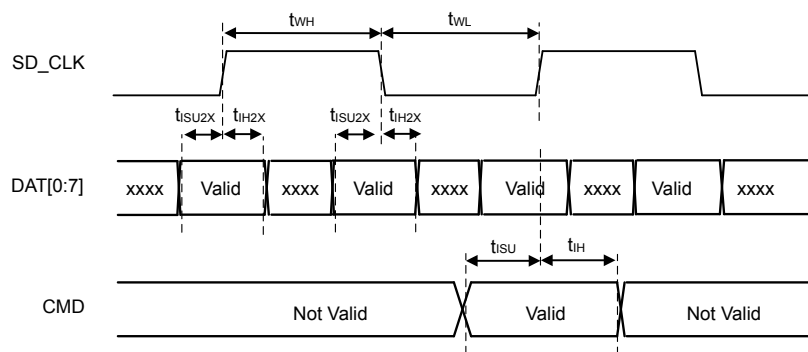 tWH tWL
SD_CLK
tISU2X tIH2X tISU2X tIH2X
DAT[0:7] xxxx Valid xxxx Valid xxxx Valid xxxx Valid xxxx
tISU tIH
CMD Not Valid Valid Not Valid